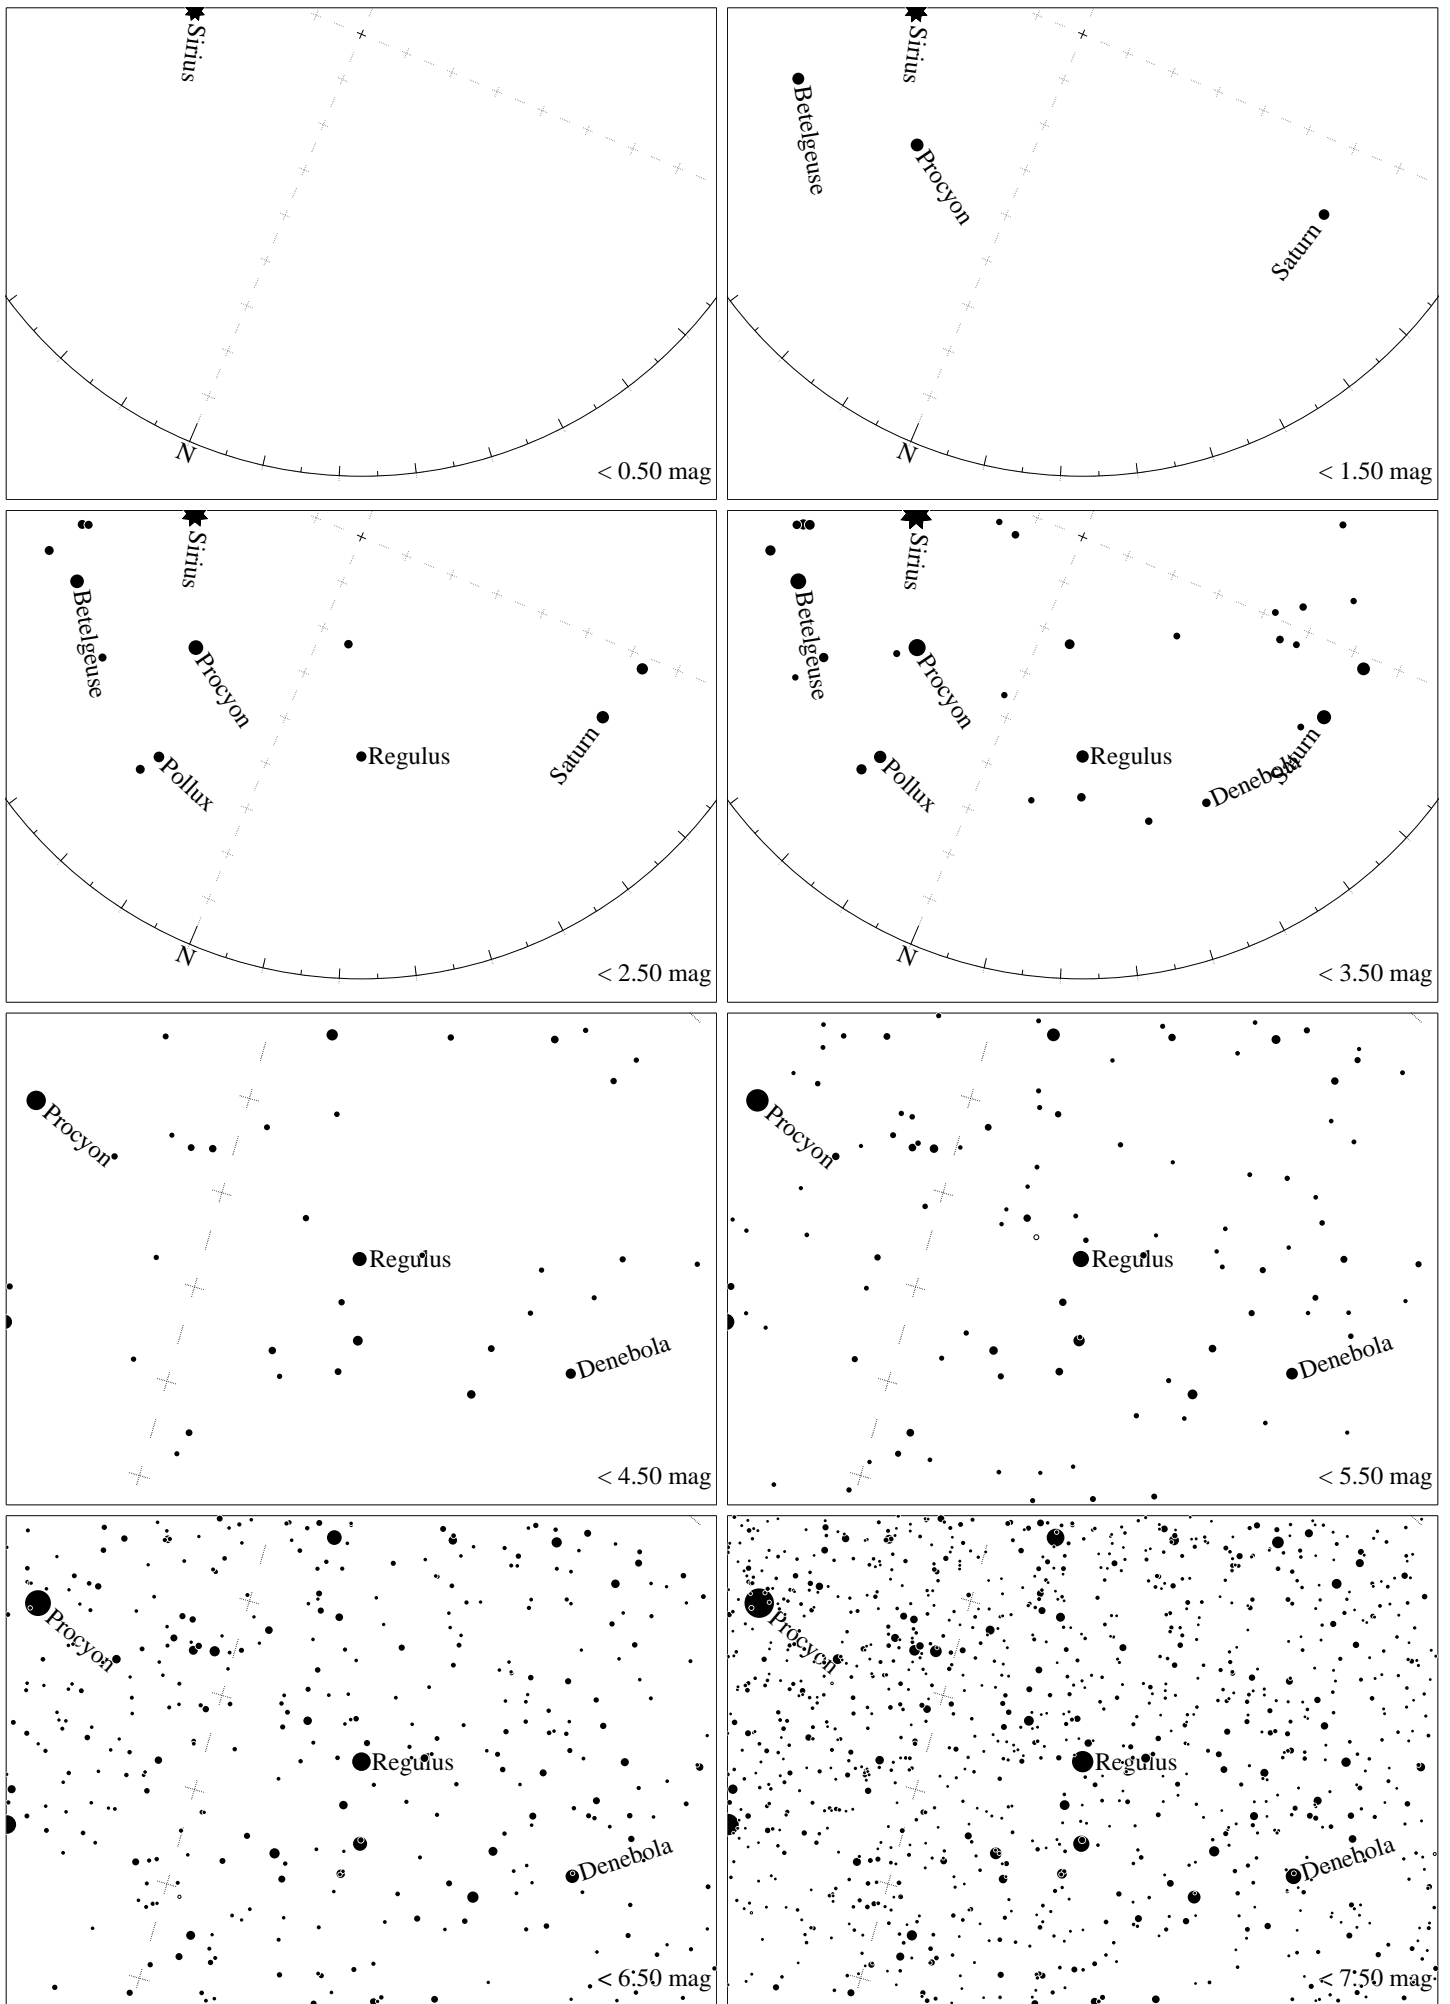 Sirius
N
< 0.50 mag
Sirius
Betelgeuse
Procyon
Saturn
N
< 1.50 mag
Sirius
Betelgeuse
Procyon
Saturn
Regulus
Pollux
N
< 2.50 mag
Sirius
Betelgeuse
Procyon
Saturn
Regulus
Denebola
Pollux
N
< 3.50 mag
Procyon
Regulus
Denebola
< 4.50 mag
Procyon
Regulus
Denebola
< 5.50 mag
Procyon
Regulus
Denebola
< 6.50 mag
Procyon
Regulus
Denebola
< 7.50 mag